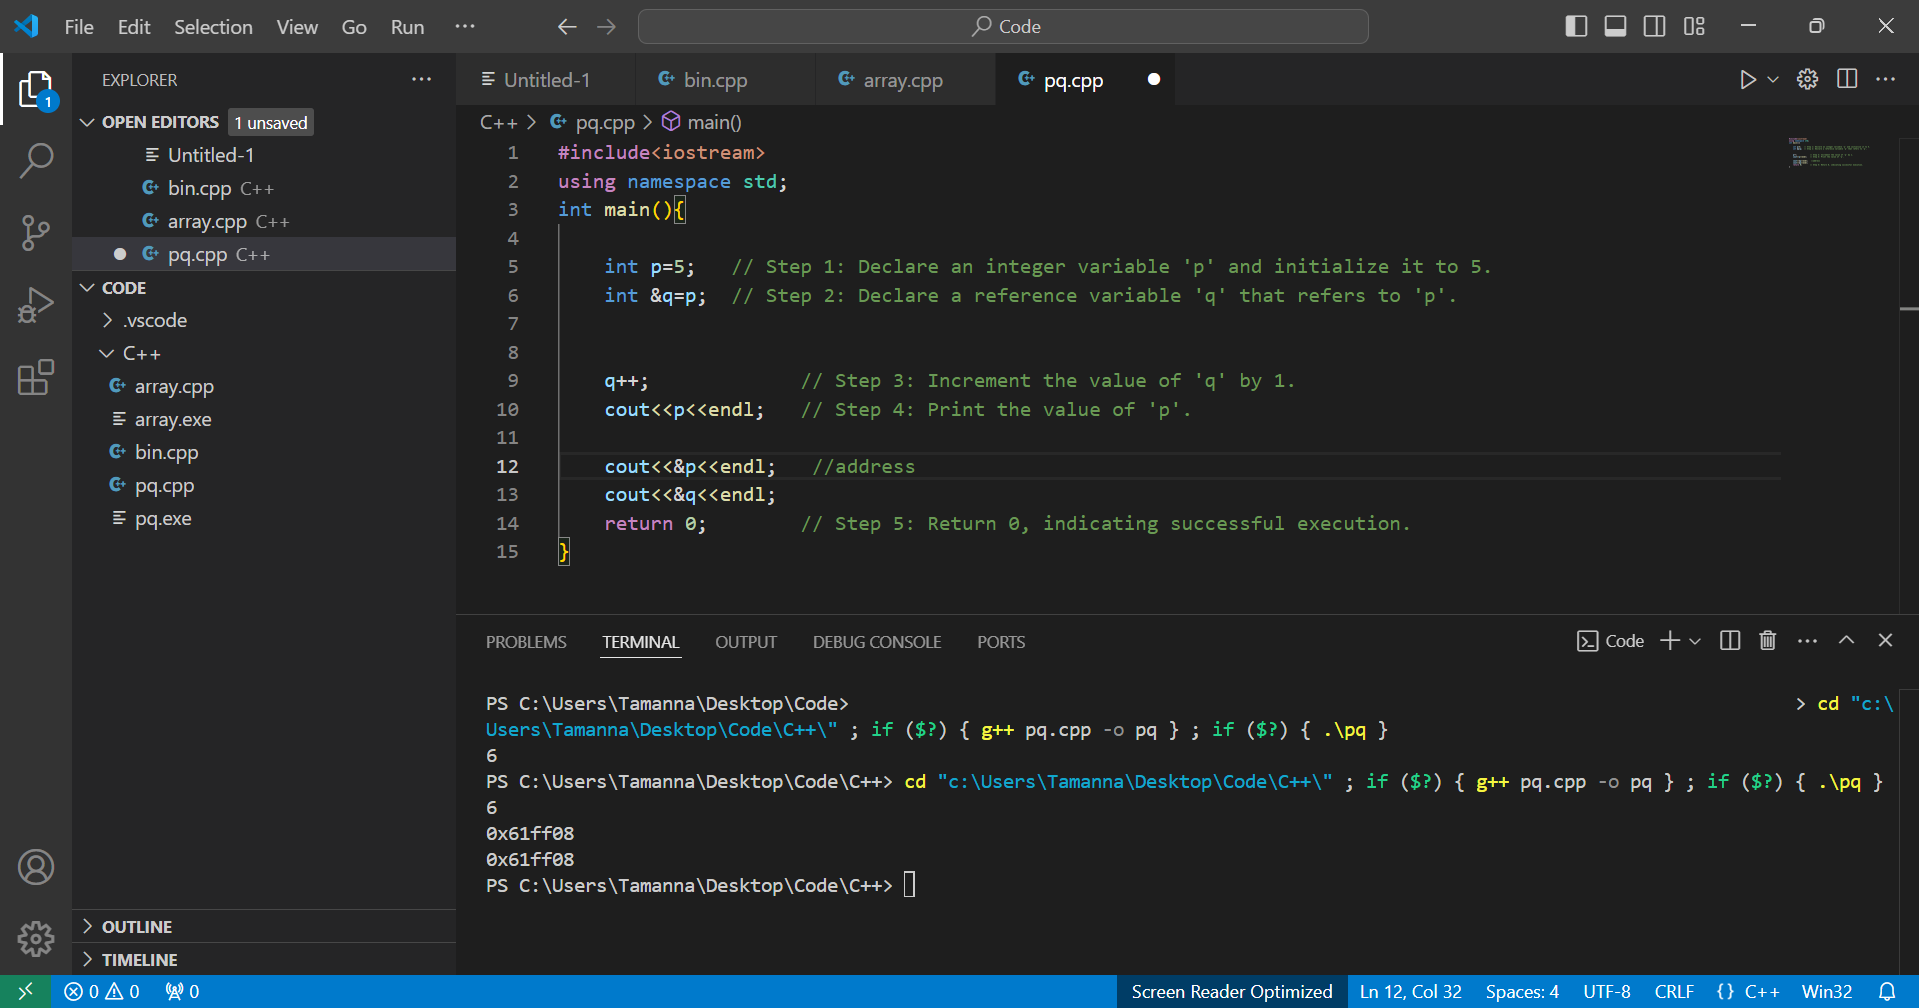 File Edit Selection View Go Run ··· Code
EXPLORER ···
OPEN EDITORS 1 unsaved
Untitled-1
bin.cpp C++
array.cpp C++
pq.cpp C++
CODE
.vscode
C++
array.cpp
array.exe
bin.cpp
pq.cpp
pq.exe
OUTLINE
TIMELINE
1
Untitled-1 bin.cpp array.cpp pq.cpp
C++ > pq.cpp > main()
1 #include<iostream>
2 using namespace std;
3 int main(){
4
5 int p=5; // Step 1: Declare an integer variable 'p' and initialize it to 5.
6 int &q=p; // Step 2: Declare a reference variable 'q' that refers to 'p'.
7
8
9 q++; // Step 3: Increment the value of 'q' by 1.
10 cout<<p<<endl; // Step 4: Print the value of 'p'.
11
12 cout<<&p<<endl; //address
13 cout<<&q<<endl;
14 return 0; // Step 5: Return 0, indicating successful execution.
15 }
PROBLEMS TERMINAL OUTPUT DEBUG CONSOLE PORTS Code
PS C:\Users\Tamanna\Desktop\Code> > cd "c:\
Users\Tamanna\Desktop\Code\C++\" ; if ($?) { g++ pq.cpp -o pq } ; if ($?) { .\pq }
6
PS C:\Users\Tamanna\Desktop\Code\C++> cd "c:\Users\Tamanna\Desktop\Code\C++\" ; if ($?) { g++ pq.cpp -o pq } ; if ($?) { .\pq }
6
0x61ff08
0x61ff08
PS C:\Users\Tamanna\Desktop\Code\C++>
0 0 0 Screen Reader Optimized Ln 12, Col 32 Spaces: 4 UTF-8 CRLF {} C++ Win32